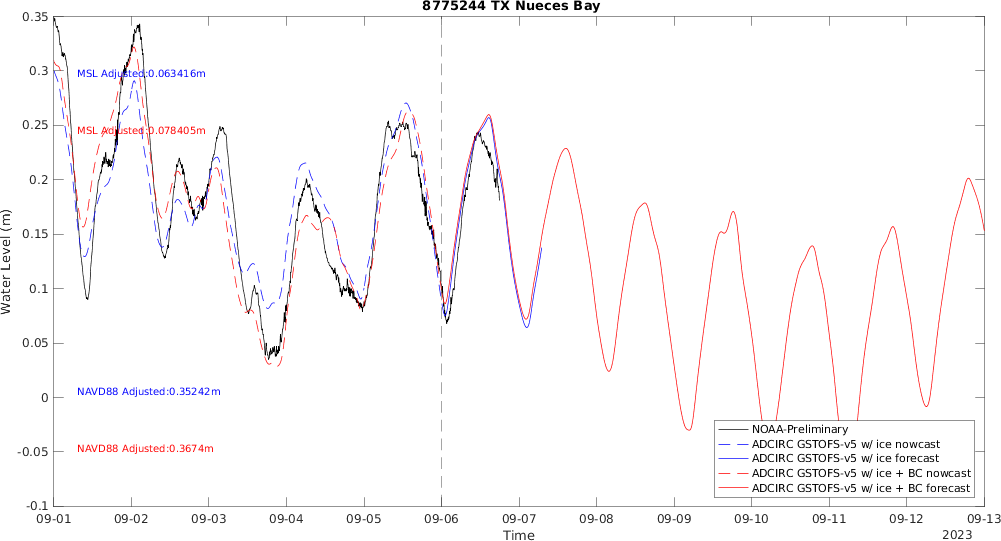 8775244 TX Nueces Bay
Water Level (m)
0.35
0.3
0.25
0.2
0.15
0.1
0.05
0
-0.05
-0.1
MSL Adjusted:0.063416m
MSL Adjusted:0.078405m
NAVD88 Adjusted:0.35242m
NAVD88 Adjusted:0.3674m
NOAA-Preliminary
ADCIRC GSTOFS-v5 w/ ice nowcast
ADCIRC GSTOFS-v5 w/ ice forecast
ADCIRC GSTOFS-v5 w/ ice + BC nowcast
ADCIRC GSTOFS-v5 w/ ice + BC forecast
09-01 09-02 09-03 09-04 09-05 09-06 09-07 09-08 09-09 09-10 09-11 09-12 09-13
Time
2023